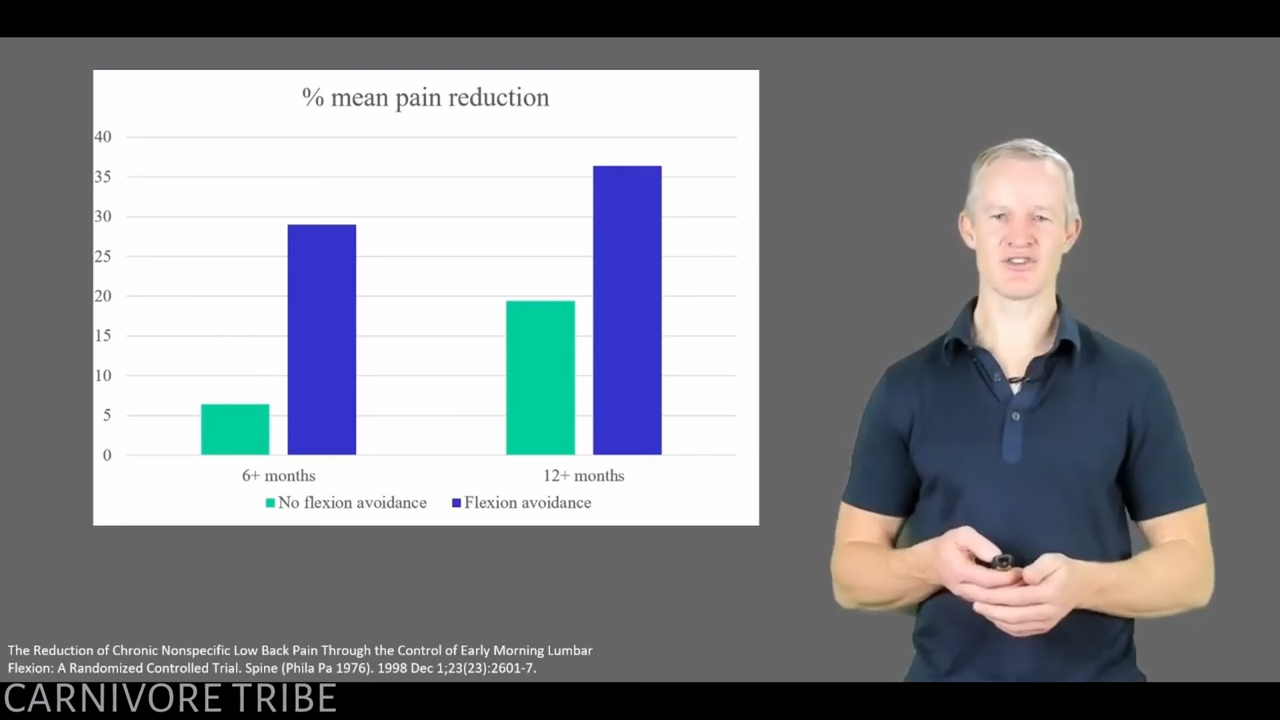 % mean pain reduction
40
35
30
25
20
15
10
5
0
6+ months
12+ months
No flexion avoidance
Flexion avoidance
The Reduction of Chronic Nonspecific Low Back Pain Through the Control of Early Morning Lumbar
Flexion: A Randomized Controlled Trial. Spine (Phila Pa 1976). 1998 Dec 1;23(23):2601-7.
CARNIVORE TRIBE